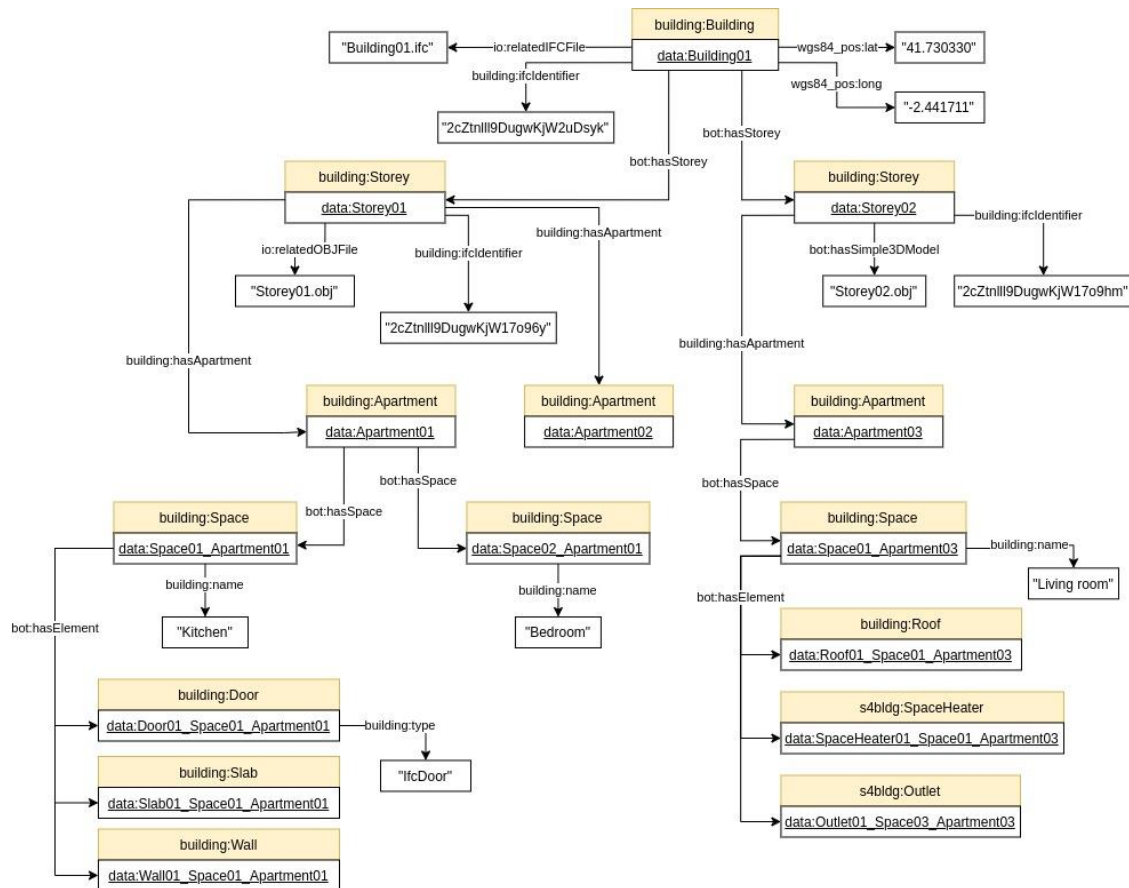 building:Building
"Building01.ifc"
io:relatedIFCFile
data:Building01
wgs84_pos:lat
"41.730330"
building:ifcIdentifier
wgs84_pos:long
"-2.441711"
"2cZtnlll9DugwKjW2uDsyk"
bot:hasStorey
bot:hasStorey
building:Storey
data:Storey01
building:Storey
data:Storey02
building:ifcIdentifier
building:hasApartment
io:relatedOBJFile
building:ifcIdentifier
bot:hasSimple3DModel
"Storey01.obj"
"Storey02.obj"
"2cZtnlll9DugwKjW17o9hm"
"2cZtnlll9DugwKjW17o96y"
building:hasApartment
building:hasApartment
building:Apartment
data:Apartment01
building:Apartment
data:Apartment02
building:Apartment
data:Apartment03
bot:hasSpace
bot:hasSpace
bot:hasSpace
building:Space
data:Space01_Apartment01
building:Space
data:Space02_Apartment01
building:Space
data:Space01_Apartment03
building:name
"Living room"
building:name
building:name
bot:hasElement
"Kitchen"
"Bedroom"
bot:hasElement
building:Roof
data:Roof01_Space01_Apartment03
building:Door
data:Door01_Space01_Apartment01
building:type
"IfcDoor"
s4bldg:SpaceHeater
data:SpaceHeater01_Space01_Apartment03
building:Slab
data:Slab01_Space01_Apartment01
s4bldg:Outlet
data:Outlet01_Space03_Apartment03
building:Wall
data:Wall01_Space01_Apartment01